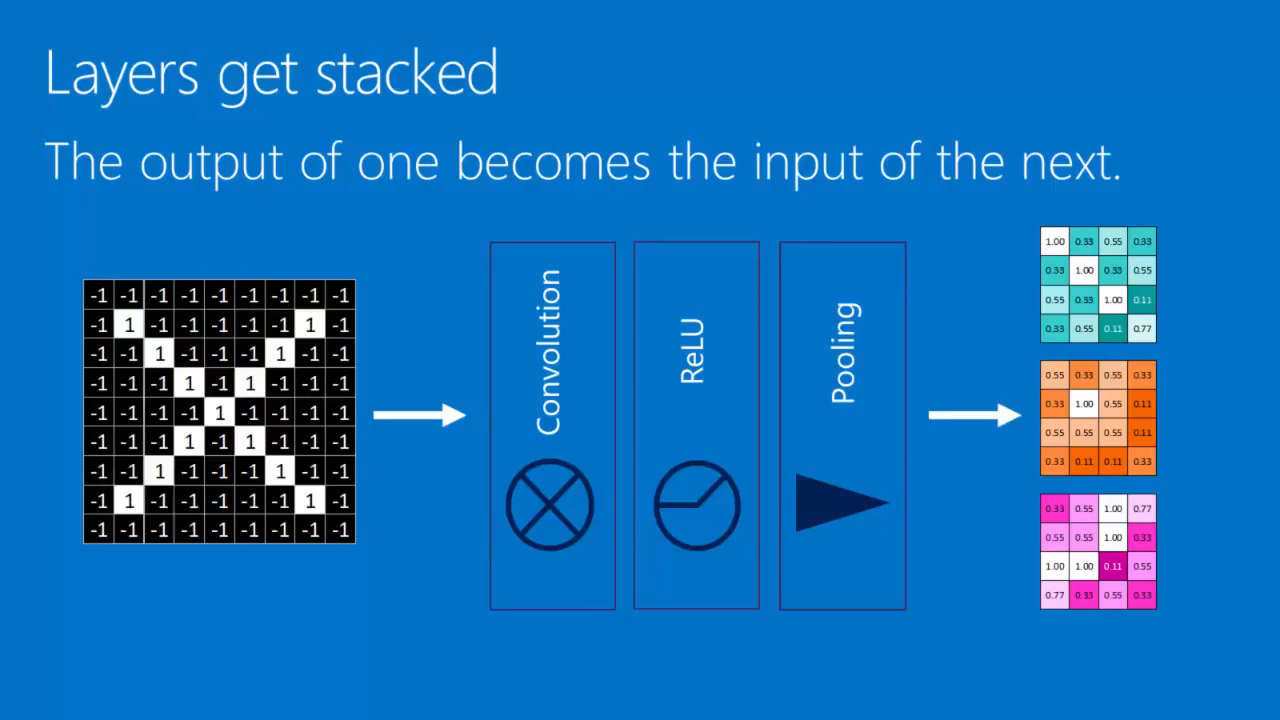 Layers get stacked
The output of one becomes the input of the next.
-1 -1 -1 -1 -1 -1 -1 -1 -1
-1 1 -1 -1 -1 -1 -1 1 -1
-1 -1 1 -1 -1 -1 1 -1 -1
-1 -1 -1 1 -1 1 -1 -1 -1
-1 -1 -1 -1 1 -1 -1 -1 -1
-1 -1 -1 1 -1 1 -1 -1 -1
-1 -1 1 -1 -1 -1 1 -1 -1
-1 1 -1 -1 -1 -1 -1 1 -1
-1 -1 -1 -1 -1 -1 -1 -1 -1
Convolution
ReLU
Pooling
1.00 0.33 0.55 0.33
0.33 1.00 0.33 0.55
0.55 0.33 1.00 0.11
0.33 0.55 0.11 0.77
0.55 0.33 0.55 0.33
0.33 1.00 0.55 0.11
0.55 0.55 0.55 0.11
0.33 0.11 0.11 0.33
0.33 0.55 1.00 0.77
0.55 0.55 1.00 0.33
1.00 1.00 0.11 0.55
0.77 0.33 0.55 0.33